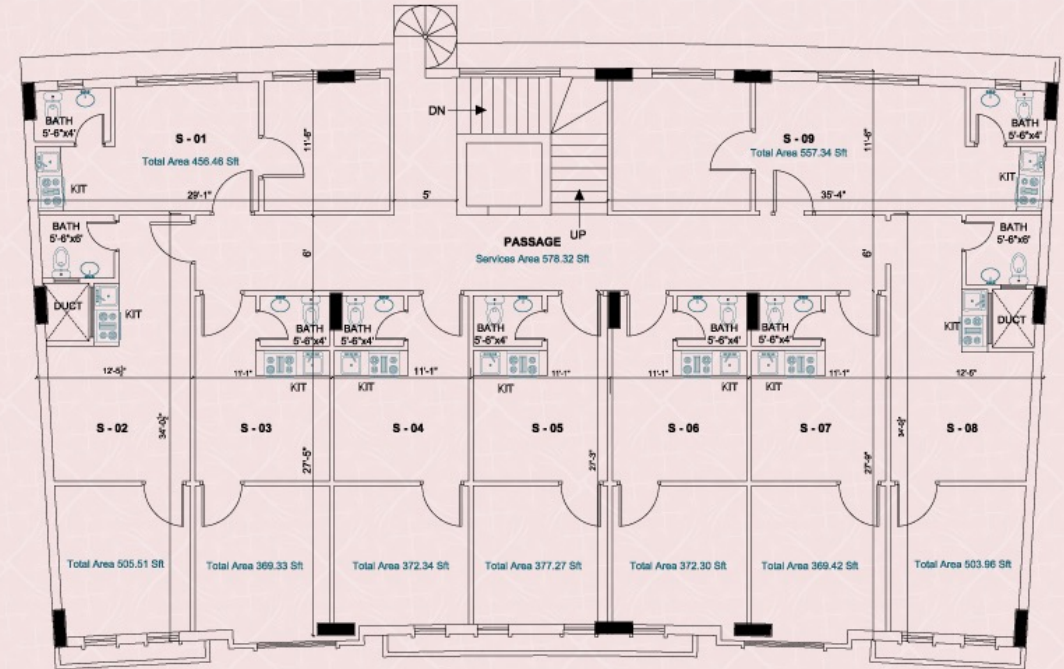 DN
BATH
5'-6"x4'
S - 01
Total Area 456.46 Sft
11'-6"
KIT
29'-1"
5'
UP
S - 09
Total Area 557.34 Sft
11'-6"
BATH
5'-6"x4'
KIT
35'-4"
BATH
5'-6"x6'
DUCT
KIT
6'
PASSAGE
Services Area 578.32 Sft
6'
BATH
5'-6"x6'
KIT
DUCT
BATH
5'-6"x4'
KIT
BATH
5'-6"x4'
KIT
BATH
5'-6"x4'
KIT
BATH
5'-6"x4'
KIT
BATH
5'-6"x4'
KIT
12'-5½"
11'-1"
11'-1"
11'-1"
11'-1"
11'-1"
12'-5"
S - 02
34'-0½"
S - 03
27'-5"
S - 04
S - 05
27'-3"
S - 06
S - 07
27'-9"
S - 08
Total Area 505.51 Sft
Total Area 369.33 Sft
Total Area 372.34 Sft
Total Area 377.27 Sft
Total Area 372.30 Sft
Total Area 369.42 Sft
Total Area 503.96 Sft